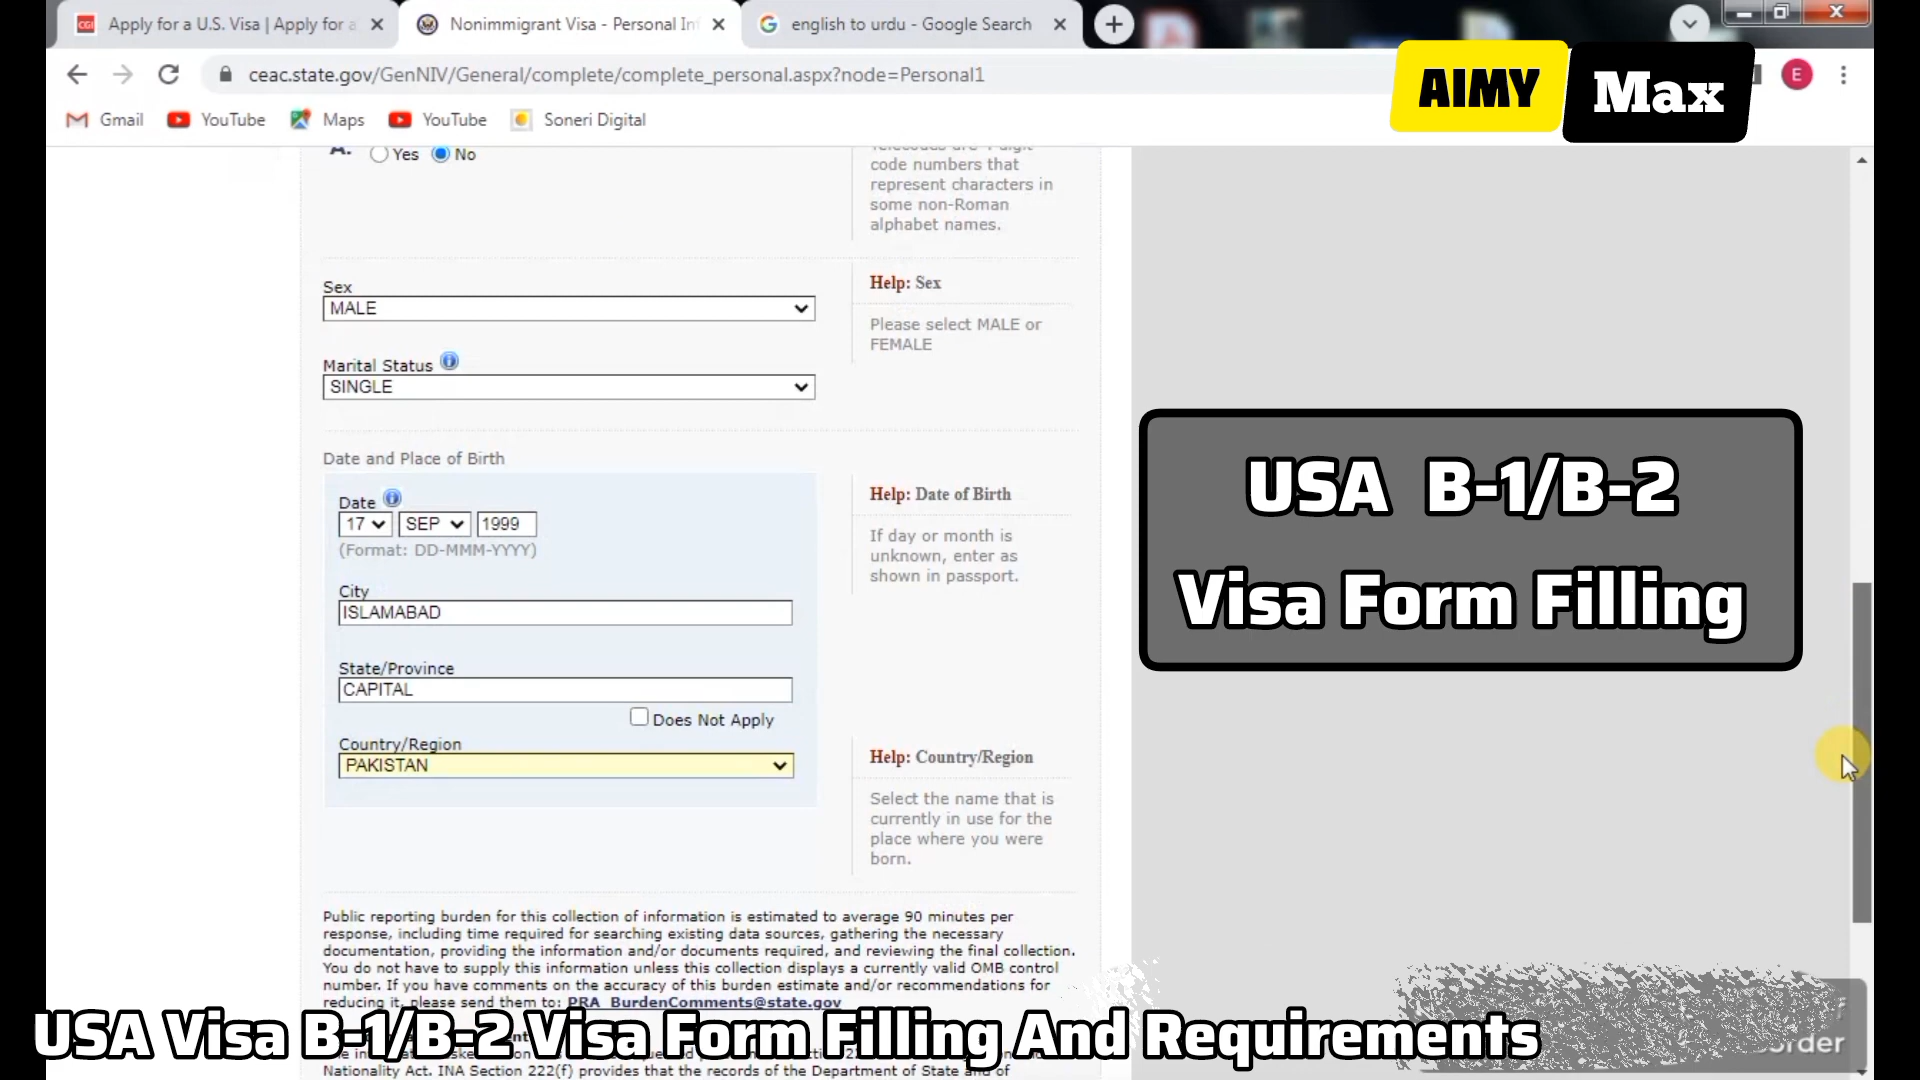 Apply for a U.S. Visa | Apply for a
Nonimmigrant Visa - Personal In
english to urdu - Google Search
ceac.state.gov/GenNIV/General/complete/complete_personal.aspx?node=Personal1
E
AIMY Max
Gmail
YouTube
Maps
YouTube
Soneri Digital
A. Yes No
code numbers that
represent characters in
some non-Roman
alphabet names.
Sex
MALE
Help: Sex
Please select MALE or
FEMALE
Marital Status
SINGLE
Date and Place of Birth
Date
17 SEP 1999
(Format: DD-MMM-YYYY)
Help: Date of Birth
If day or month is
unknown, enter as
shown in passport.
City
ISLAMABAD
State/Province
CAPITAL
Does Not Apply
Country/Region
PAKISTAN
Help: Country/Region
Select the name that is
currently in use for the
place where you were
born.
USA B-1/B-2
Visa Form Filling
Public reporting burden for this collection of information is estimated to average 90 minutes per
response, including time required for searching existing data sources, gathering the necessary
documentation, providing the information and/or documents required, and reviewing the final collection.
You do not have to supply this information unless this collection displays a currently valid OMB control
number. If you have comments on the accuracy of this burden estimate and/or recommendations for
reducing it, please send them to: PRA_BurdenComments@state.gov
USA Visa B-1/B-2 Visa Form Filling And Requirements
Nationality Act. INA Section 222(f) provides that the records of the Department of State and of